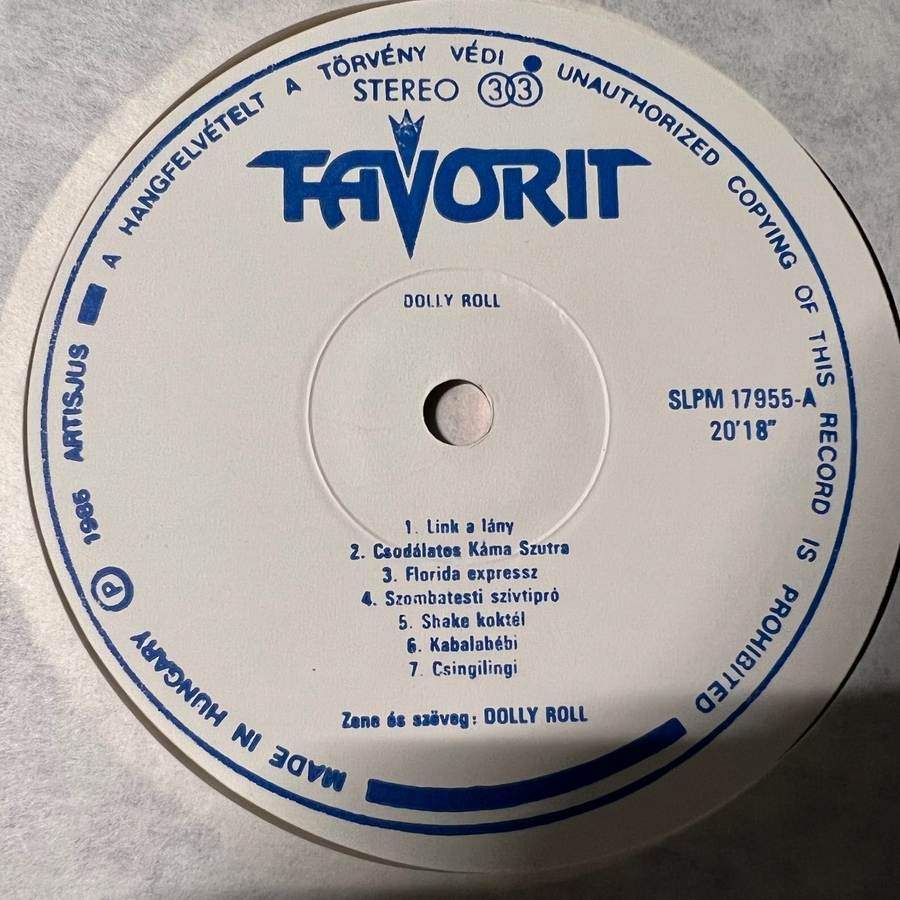 MADE IN HUNGARY Ⓟ 1986 ARTISJUS A HANGFELVÉTELT A TÖRVÉNY VÉDI UNAUTHORIZED COPYING OF THIS RECORD IS PROHIBITED
STEREO 33
FAVORIT
DOLLY ROLL
SLPM 17955-A
20'18"
1. Link a lány
2. Csodálatos Káma Szutra
3. Florida expressz
4. Szombatesti szívtipró
5. Shake koktél
6. Kabalabébi
7. Csingilingi
Zene és szöveg: DOLLY ROLL